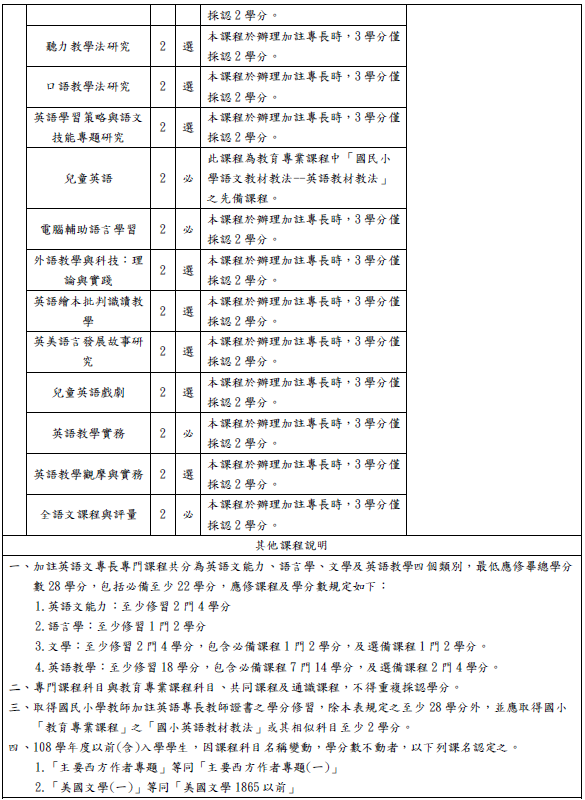 採認 2 學分。
聽力教學法研究 2 選 本課程於辦理加註專長時，3 學分僅
採認 2 學分。
口語教學法研究 2 選 本課程於辦理加註專長時，3 學分僅
採認 2 學分。
英語學習策略與語文
技能專題研究 2 選 本課程於辦理加註專長時，3 學分僅
採認 2 學分。
兒童英語 2 必 此課程為教育專業課程中「國民小
學語文教材教法--英語教材教法」
之先備課程。
電腦輔助語言學習 2 必 本課程於辦理加註專長時，3 學分僅
採認 2 學分。
外語教學與科技：理
論與實踐 2 選 本課程於辦理加註專長時，3 學分僅
採認 2 學分。
英語繪本批判識讀教
學 2 選 本課程於辦理加註專長時，3 學分僅
採認 2 學分。
英美語言發展故事研
究 2 選 本課程於辦理加註專長時，3 學分僅
採認 2 學分。
兒童英語戲劇 2 選 本課程於辦理加註專長時，3 學分僅
採認 2 學分。
英語教學實務 2 必 本課程於辦理加註專長時，3 學分僅
採認 2 學分。
英語教學觀摩與實務 2 選 本課程於辦理加註專長時，3 學分僅
採認 2 學分。
全語文課程與評量 2 必 本課程於辦理加註專長時，3 學分僅
採認 2 學分。
其他課程說明
一、加註英語文專長專門課程共分為英語文能力、語言學、文學及英語教學四個類別，最低應修畢總學分
數 28 學分，包括必備至少 22 學分，應修課程及學分數規定如下：
1.英語文能力：至少修習 2 門 4 學分
2.語言學：至少修習 1 門 2 學分
3.文學：至少修習 2 門 4 學分，包含必備課程 1 門 2 學分，及選備課程 1 門 2 學分。
4.英語教學：至少修習 18 學分，包含必備課程 7 門 14 學分，及選備課程 2 門 4 學分。
二、專門課程科目與教育專業課程科目、共同課程及通識課程，不得重複採認學分。
三、取得國民小學教師加註英語專長教師證書之學分修習，除本表規定之至少 28 學分外，並應取得國小
「教育專業課程」之「國小英語教材教法」或其相似科目至少 2 學分。
四、108 學年度以前(含)入學學生，因課程科目名稱變動，學分數不動者，以下列課名認定之。
1.「主要西方作者專題」等同「主要西方作者專題(一)」
2.「美國文學(一)」等同「美國文學 1865 以前」